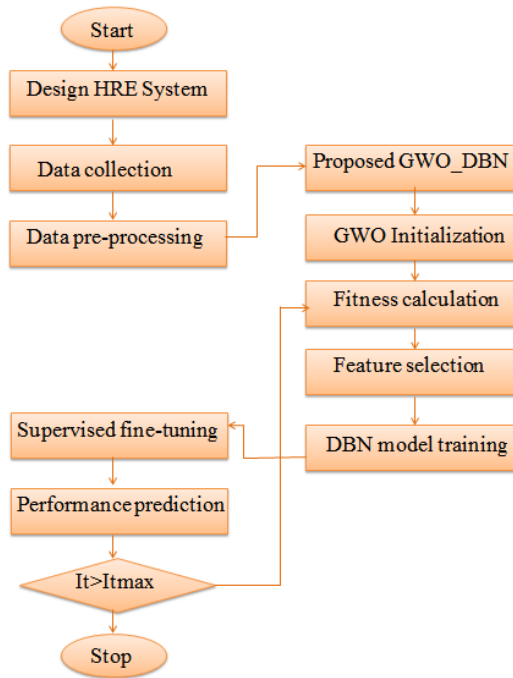 Start
Design HRE System
Data collection
Data pre-processing
Proposed GWO_DBN
GWO Initialization
Fitness calculation
Feature selection
DBN model training
Supervised fine-tuning
Performance prediction
It>Itmax
Stop